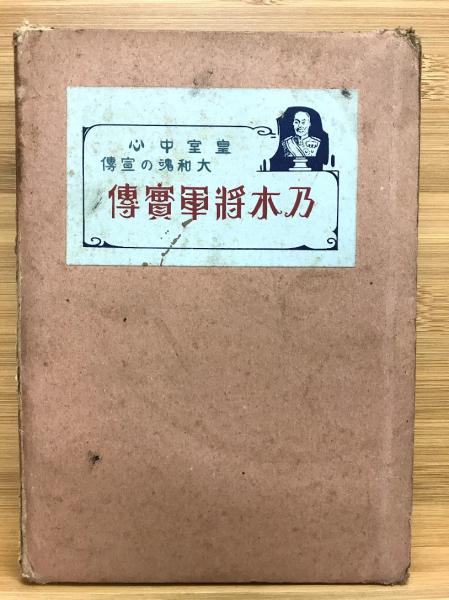 皇室中心
大和魂の宣傳
乃木將軍實傳